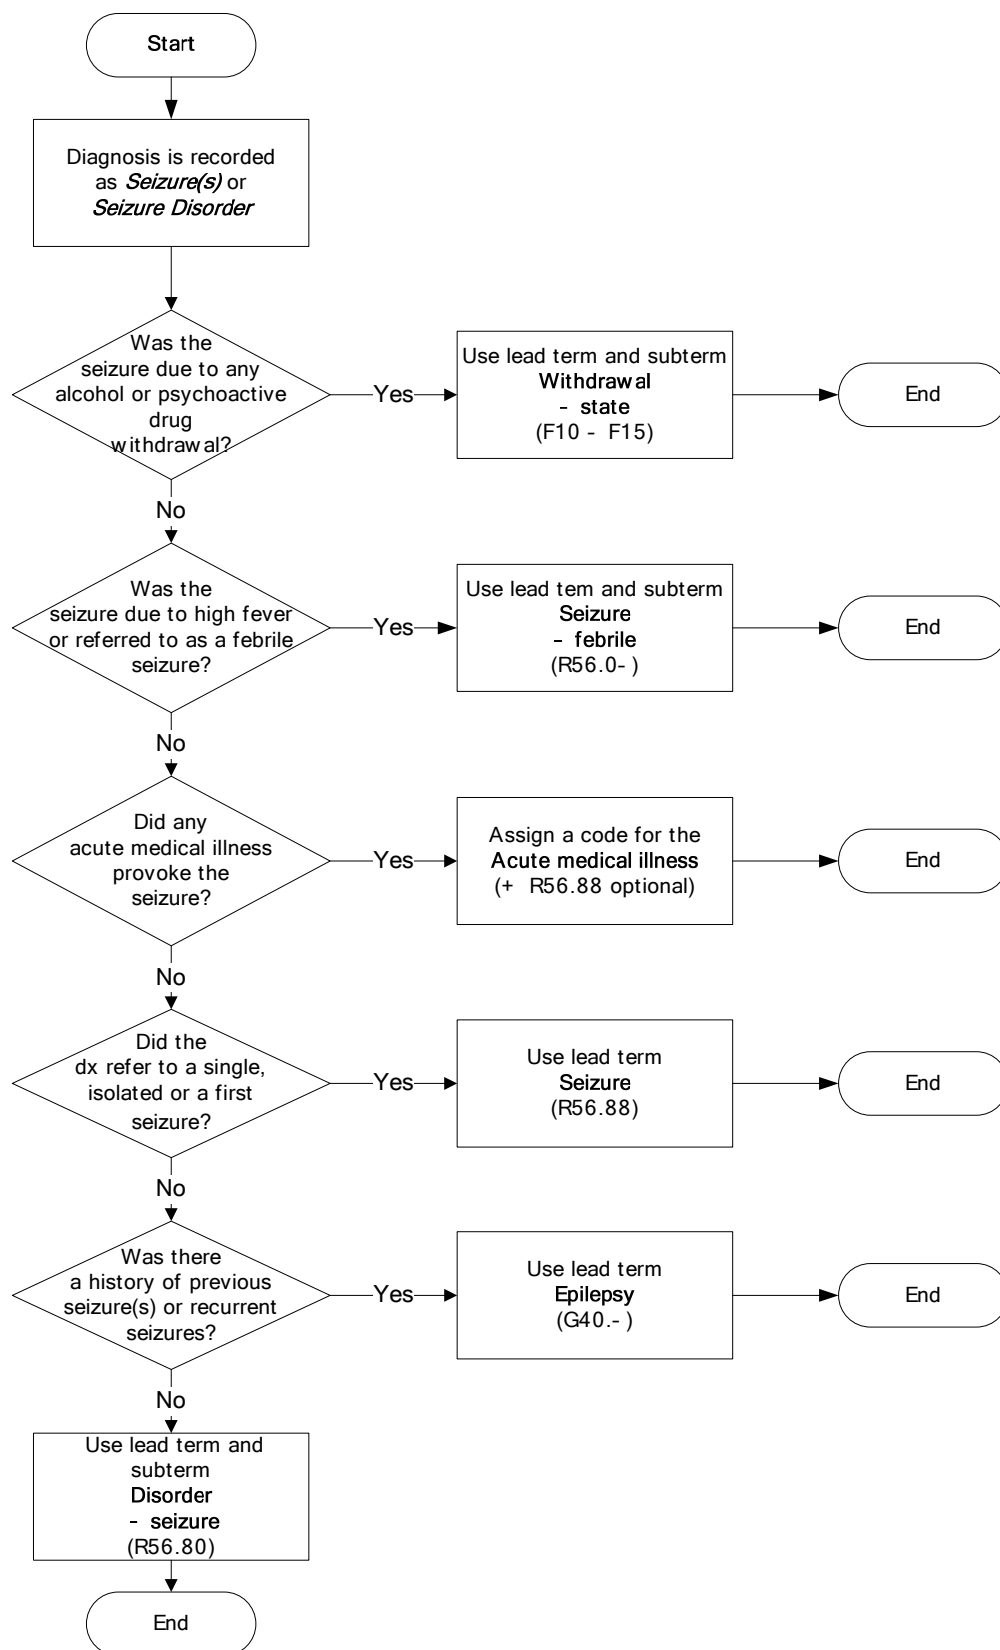 Start
Diagnosis is recorded
as Seizure(s) or
Seizure Disorder
Was the
seizure due to any
alcohol or psychoactive
drug
withdrawal?
Yes
Use lead term and subterm
Withdrawal
- state
(F10 - F15)
End
No
Was the
seizure due to high fever
or referred to as a febrile
seizure?
Yes
Use lead tem and subterm
Seizure
- febrile
(R56.0-)
End
No
Did any
acute medical illness
provoke the
seizure?
Yes
Assign a code for the
Acute medical illness
(+ R56.88 optional)
End
No
Did the
dx refer to a single,
isolated or a first
seizure?
Yes
Use lead term
Seizure
(R56.88)
End
No
Was there
a history of previous
seizure(s) or recurrent
seizures?
Yes
Use lead term
Epilepsy
(G40.-)
End
No
Use lead term and
subterm
Disorder
- seizure
(R56.80)
End